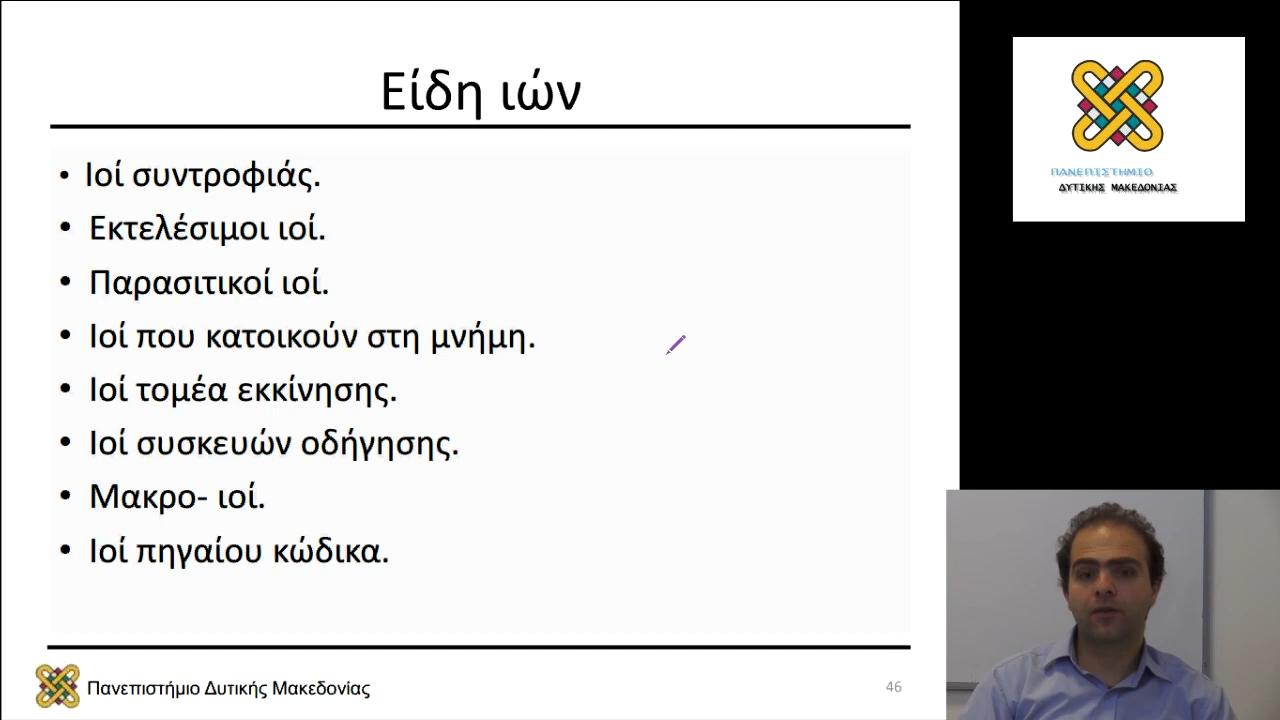 Είδη ιών
• Ιοί συντροφιάς.
• Εκτελέσιμοι ιοί.
• Παρασιτικοί ιοί.
• Ιοί που κατοικούν στη μνήμη.
• Ιοί τομέα εκκίνησης.
• Ιοί συσκευών οδήγησης.
• Μακρο- ιοί.
• Ιοί πηγαίου κώδικα.
Πανεπιστήμιο Δυτικής Μακεδονίας
46
ΠΑΝΕΠΙΣΤΗΜΙΟ
ΔΥΤΙΚΗΣ ΜΑΚΕΔΟΝΙΑΣ